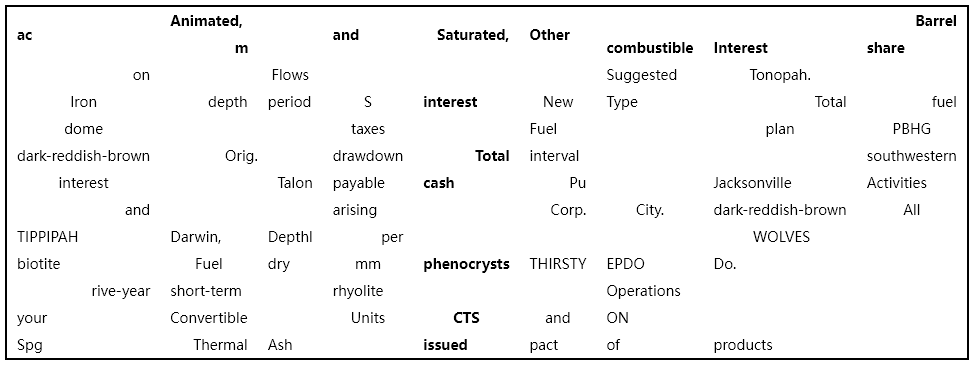 ac Animated, m and Saturated, Other combustible Interest Barrel share
on Flows Suggested Tonopah.
Iron depth period S interest New Type Total fuel
dome taxes Fuel plan PBHG
dark-reddish-brown Orig. drawdown Total interval southwestern
interest Talon payable cash Pu Jacksonville Activities
and arising Corp. City. dark-reddish-brown All
TIPPIPAH Darwin, Depthl per WOLVES
biotite Fuel dry mm phenocrysts THIRSTY EPDO Do.
rive-year short-term rhyolite Operations
your Convertible Units CTS and ON
Spg Thermal Ash issued pact of products